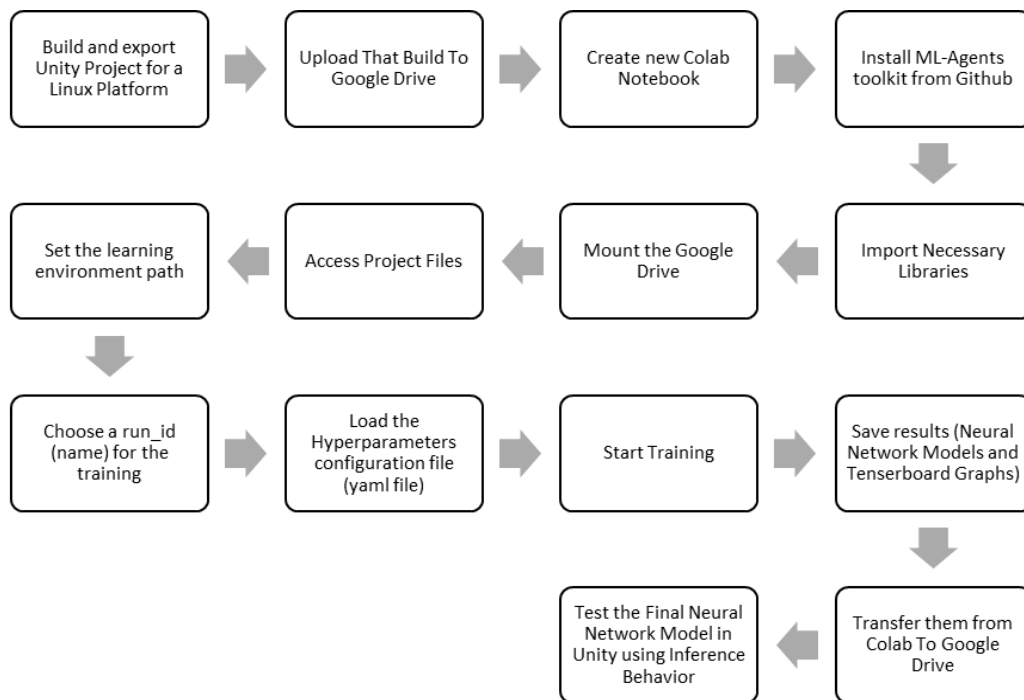 Build and export
Unity Project for a
Linux Platform
Upload That Build To
Google Drive
Create new Colab
Notebook
Install ML-Agents
toolkit from Github
Import Necessary
Libraries
Mount the Google
Drive
Access Project Files
Set the learning
environment path
Choose a run_id
(name) for the
training
Load the
Hyperparameters
configuration file
(yaml file)
Start Training
Save results (Neural
Network Models and
Tenserboard Graphs)
Transfer them from
Colab To Google
Drive
Test the Final Neural
Network Model in
Unity using Inference
Behavior